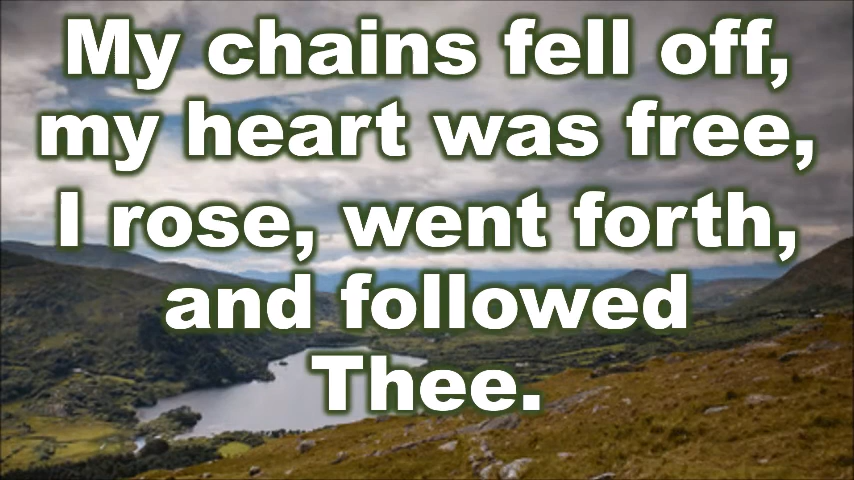 My chains fell off,
my heart was free,
I rose, went forth,
and followed
Thee.